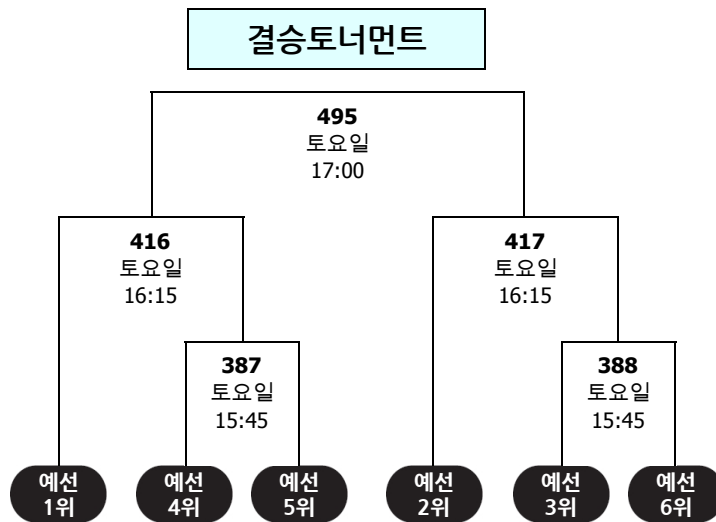 결승토너먼트
495
토요일
17:00
416
토요일
16:15
417
토요일
16:15
387
토요일
15:45
388
토요일
15:45
예선
1위
예선
4위
예선
5위
예선
2위
예선
3위
예선
6위